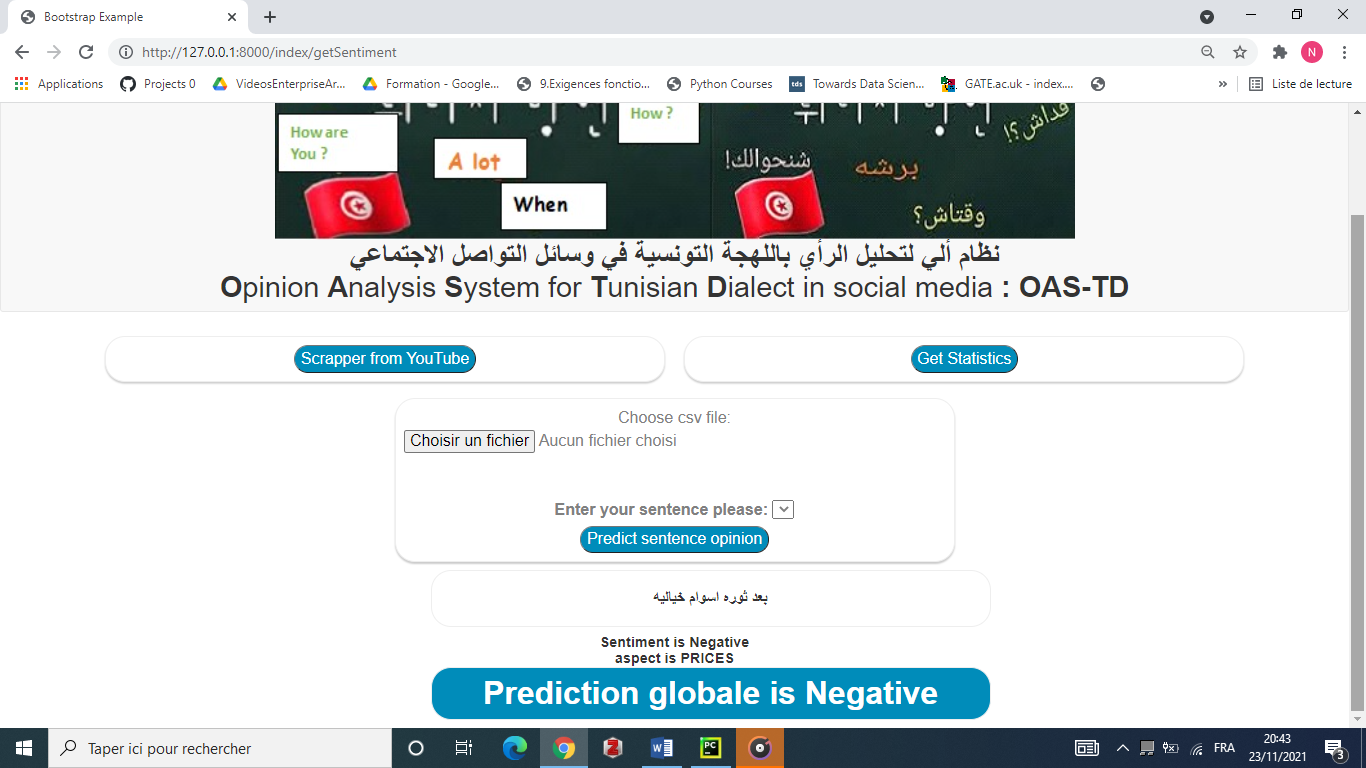 Bootstrap Example
http://127.0.0.1:8000/index/getSentiment
N
Applications
Projects 0
VideosEnterpriseAr...
Formation - Google...
9.Exigences fonctio...
Python Courses
tds
Towards Data Scien...
GATE.ac.uk - index....
»
Liste de lecture
How are
You ?
A lot
When
How ?
قداش؟!
شنحوالك!
برشه
وقتاش؟
نظام ألي لتحليل الرأي باللهجة التونسية في وسائل التواصل الاجتماعي
Opinion Analysis System for Tunisian Dialect in social media : OAS-TD
Scrapper from YouTube
Get Statistics
Choose csv file:
Choisir un fichier Aucun fichier choisi
Enter your sentence please:
Predict sentence opinion
بعد ثوره اسوام خياليه
Sentiment is Negative
aspect is PRICES
Prediction globale is Negative
Taper ici pour rechercher
PC
FRA
20:43
23/11/2021
3